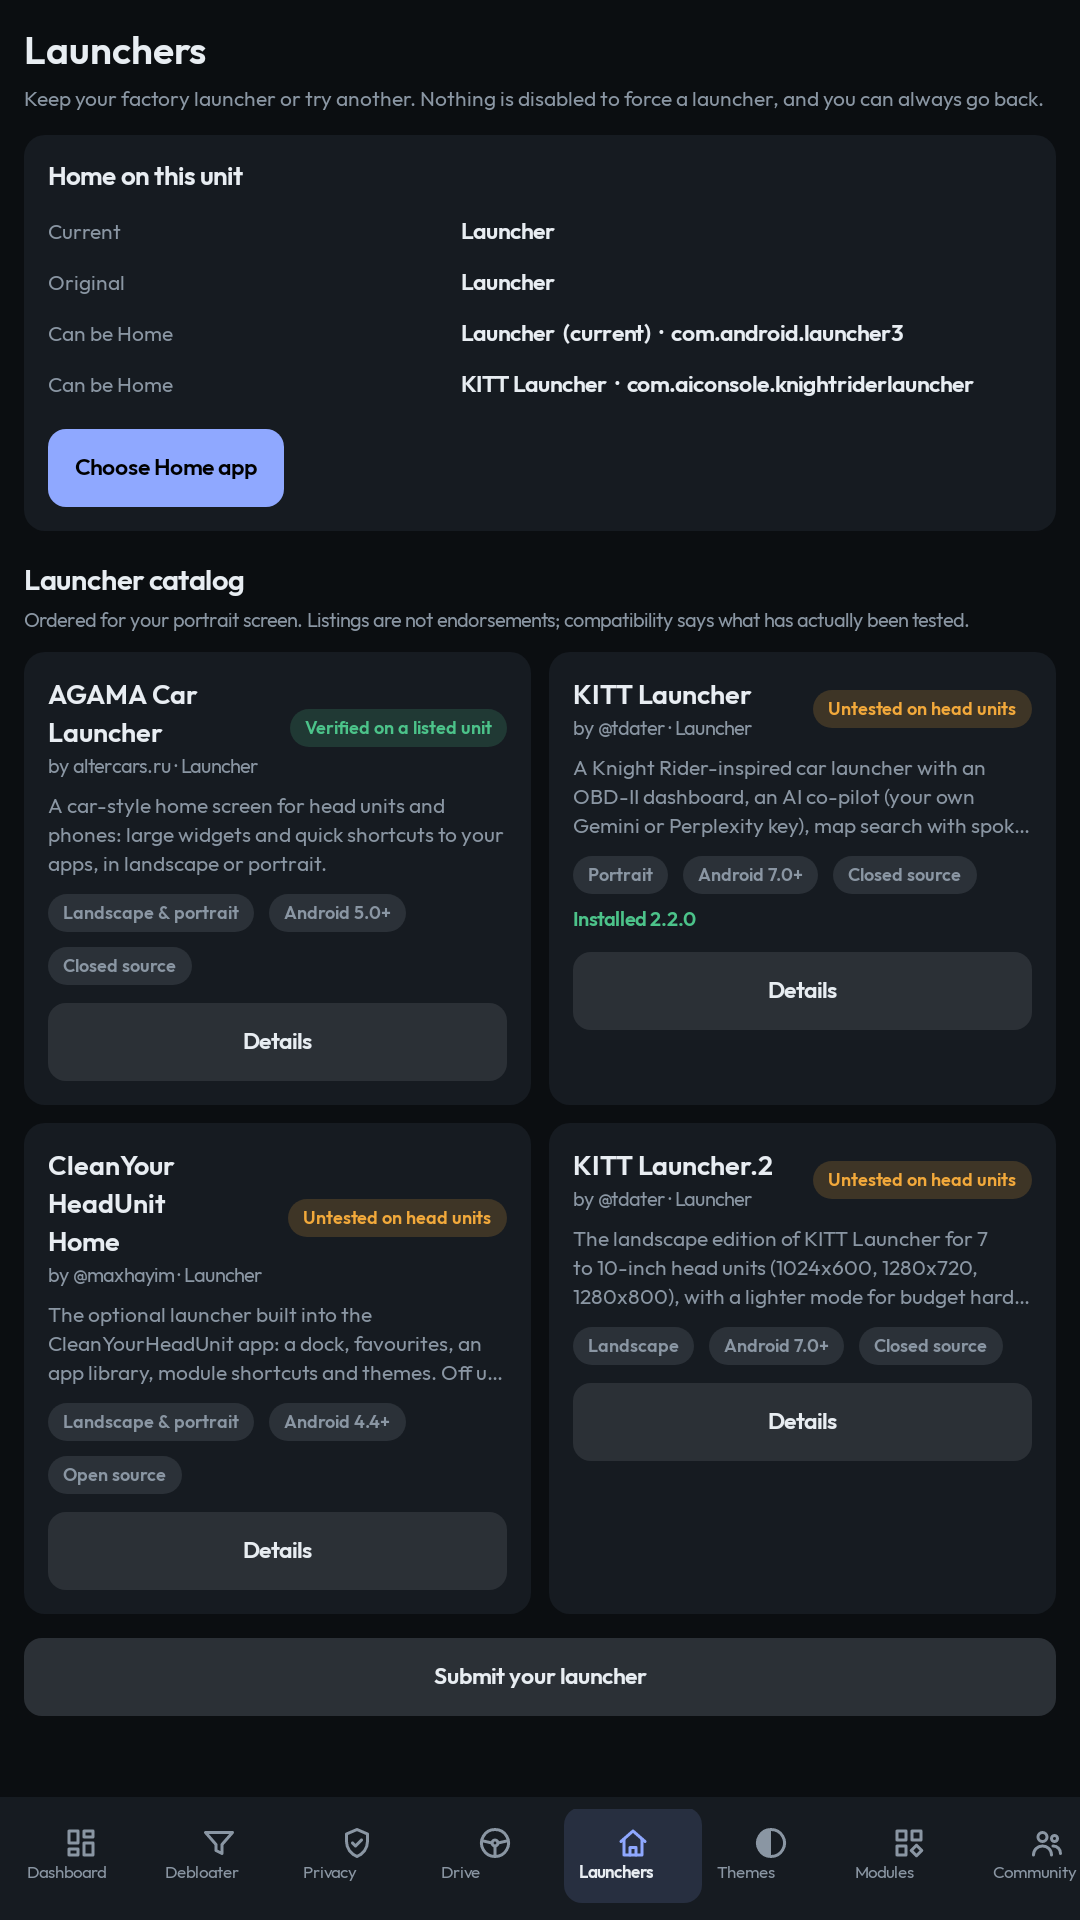 Launchers
Keep your factory launcher or try another. Nothing is disabled to force a launcher, and you can always go back.
Home on this unit
Current Launcher
Original Launcher
Can be Home Launcher (current) · com.android.launcher3
Can be Home KITT Launcher · com.aiconsole.knightriderlauncher
Choose Home app
Launcher catalog
Ordered for your portrait screen. Listings are not endorsements; compatibility says what has actually been tested.
AGAMA Car
Launcher
by altercars.ru · Launcher
Verified on a listed unit
A car-style home screen for head units and
phones: large widgets and quick shortcuts to your
apps, in landscape or portrait.
Landscape & portrait Android 5.0+
Closed source
Details
KITT Launcher
by @tdater · Launcher
Untested on head units
A Knight Rider-inspired car launcher with an
OBD-II dashboard, an AI co-pilot (your own
Gemini or Perplexity key), map search with spok...
Portrait Android 7.0+ Closed source
Installed 2.2.0
Details
CleanYour
HeadUnit
Home
by @maxhayim · Launcher
Untested on head units
The optional launcher built into the
CleanYourHeadUnit app: a dock, favourites, an
app library, module shortcuts and themes. Off u...
Landscape & portrait Android 4.4+
Open source
Details
KITT Launcher.2
by @tdater · Launcher
Untested on head units
The landscape edition of KITT Launcher for 7
to 10-inch head units (1024x600, 1280x720,
1280x800), with a lighter mode for budget hard...
Landscape Android 7.0+ Closed source
Details
Submit your launcher
Dashboard Debloater Privacy Drive Launchers Themes Modules Community